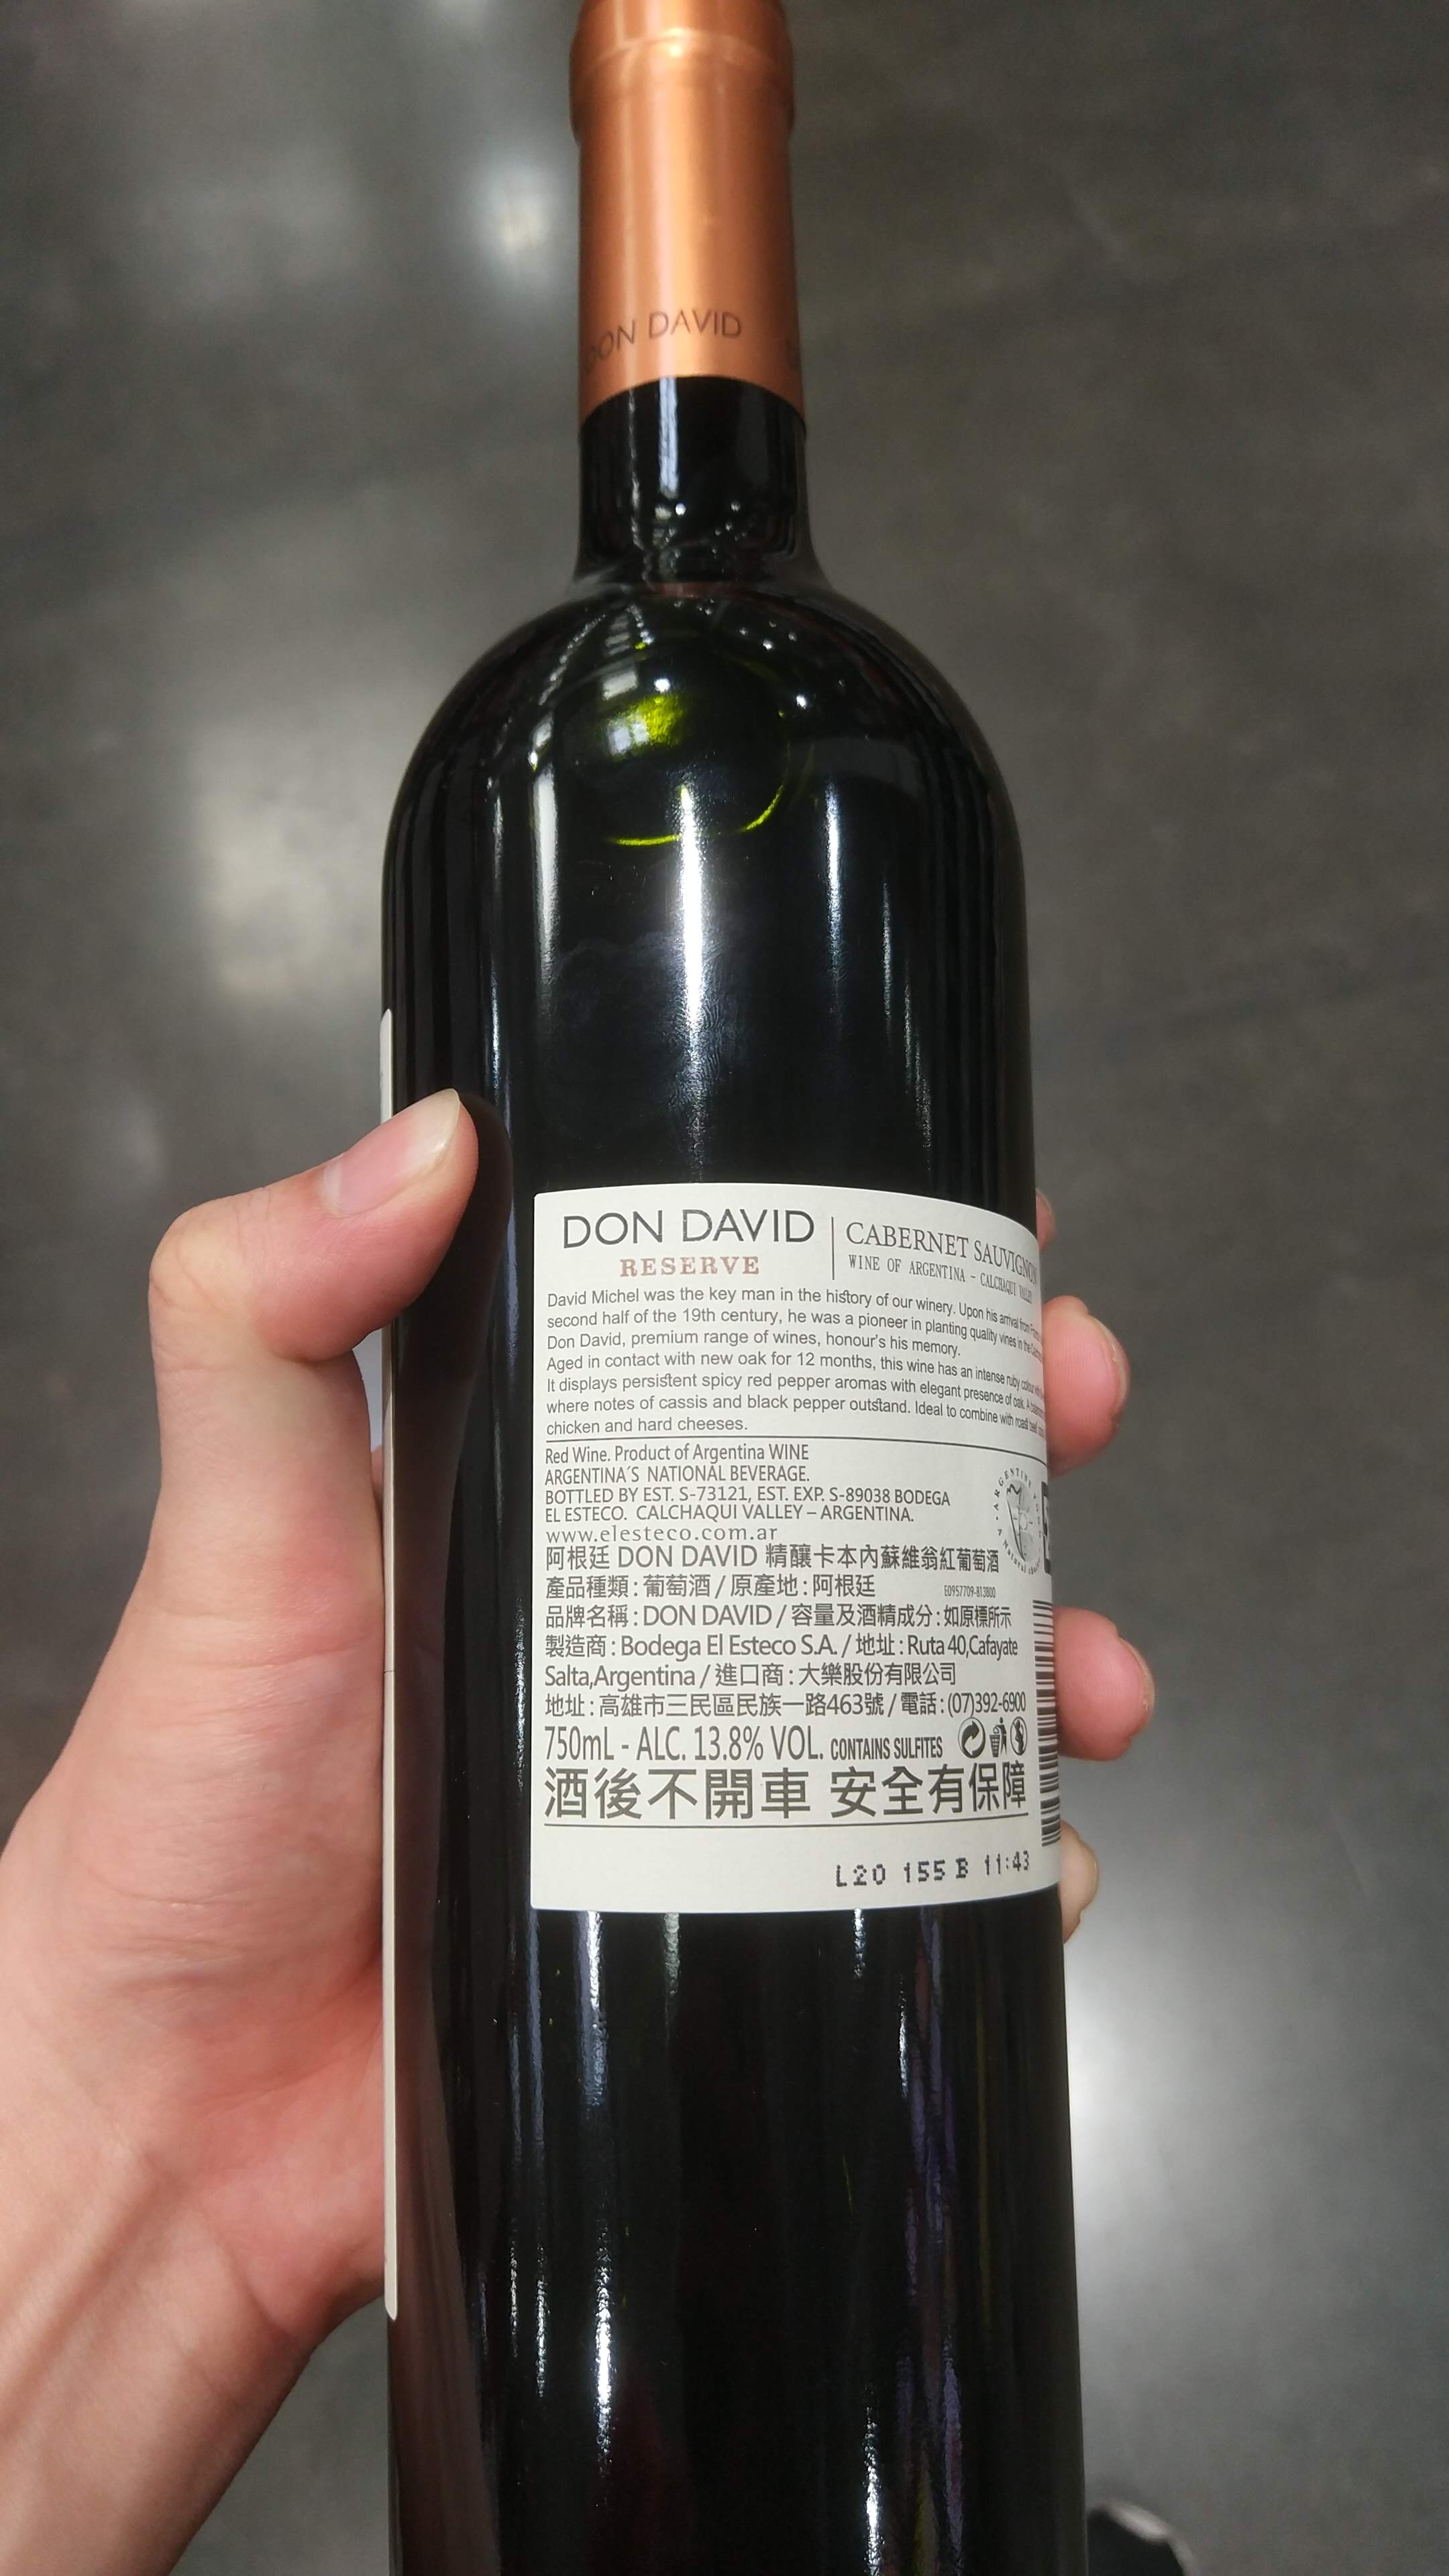 DON DAVID
DON DAVID
RESERVE
CABERNET SAUVIGNON
WINE OF ARGENTINA - CALCHAQUI VALLEY
David Michel was the key man in the history of our winery. Upon his arrival from
second half of the 19th century, he was a pioneer in planting quality vines in the
Don David, premium range of wines, honour's his memory.
Aged in contact with new oak for 12 months, this wine has an intense ruby colour
It displays persistent spicy red pepper aromas with elegant presence of oak. A
where notes of cassis and black pepper outstand. Ideal to combine with roast beef,
chicken and hard cheeses.
Red Wine. Product of Argentina WINE
ARGENTINA´S NATIONAL BEVERAGE.
BOTTLED BY EST. S-73121, EST. EXP. S-89038 BODEGA
EL ESTECO. CALCHAQUI VALLEY – ARGENTINA.
www.elesteco.com.ar
阿根廷 DON DAVID 精釀卡本內蘇維翁紅葡萄酒
產品種類:葡萄酒 / 原產地:阿根廷
E0957709-813800
品牌名稱:DON DAVID / 容量及酒精成分:如原標所示
製造商:Bodega El Esteco S.A. / 地址:Ruta 40,Cafayate
Salta,Argentina / 進口商:大樂股份有限公司
地址:高雄市三民區民族一路463號 / 電話:(07)392-6900
750mL - ALC. 13.8% VOL. CONTAINS SULFITES
酒後不開車 安全有保障
L20 155 B 11:43